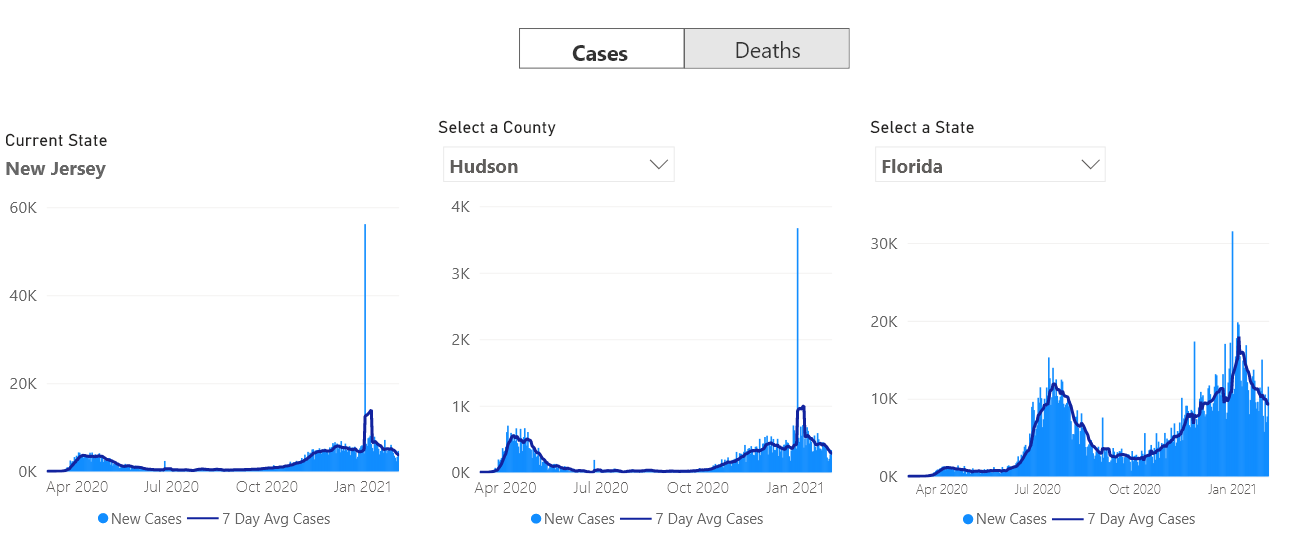 Cases
Deaths
Current State
New Jersey
60K
40K
20K
0K
Apr 2020 Jul 2020 Oct 2020 Jan 2021
New Cases 7 Day Avg Cases
Select a County
Hudson
4K
3K
2K
1K
0K
Apr 2020 Jul 2020 Oct 2020 Jan 2021
New Cases 7 Day Avg Cases
Select a State
Florida
30K
20K
10K
0K
Apr 2020 Jul 2020 Oct 2020 Jan 2021
New Cases 7 Day Avg Cases